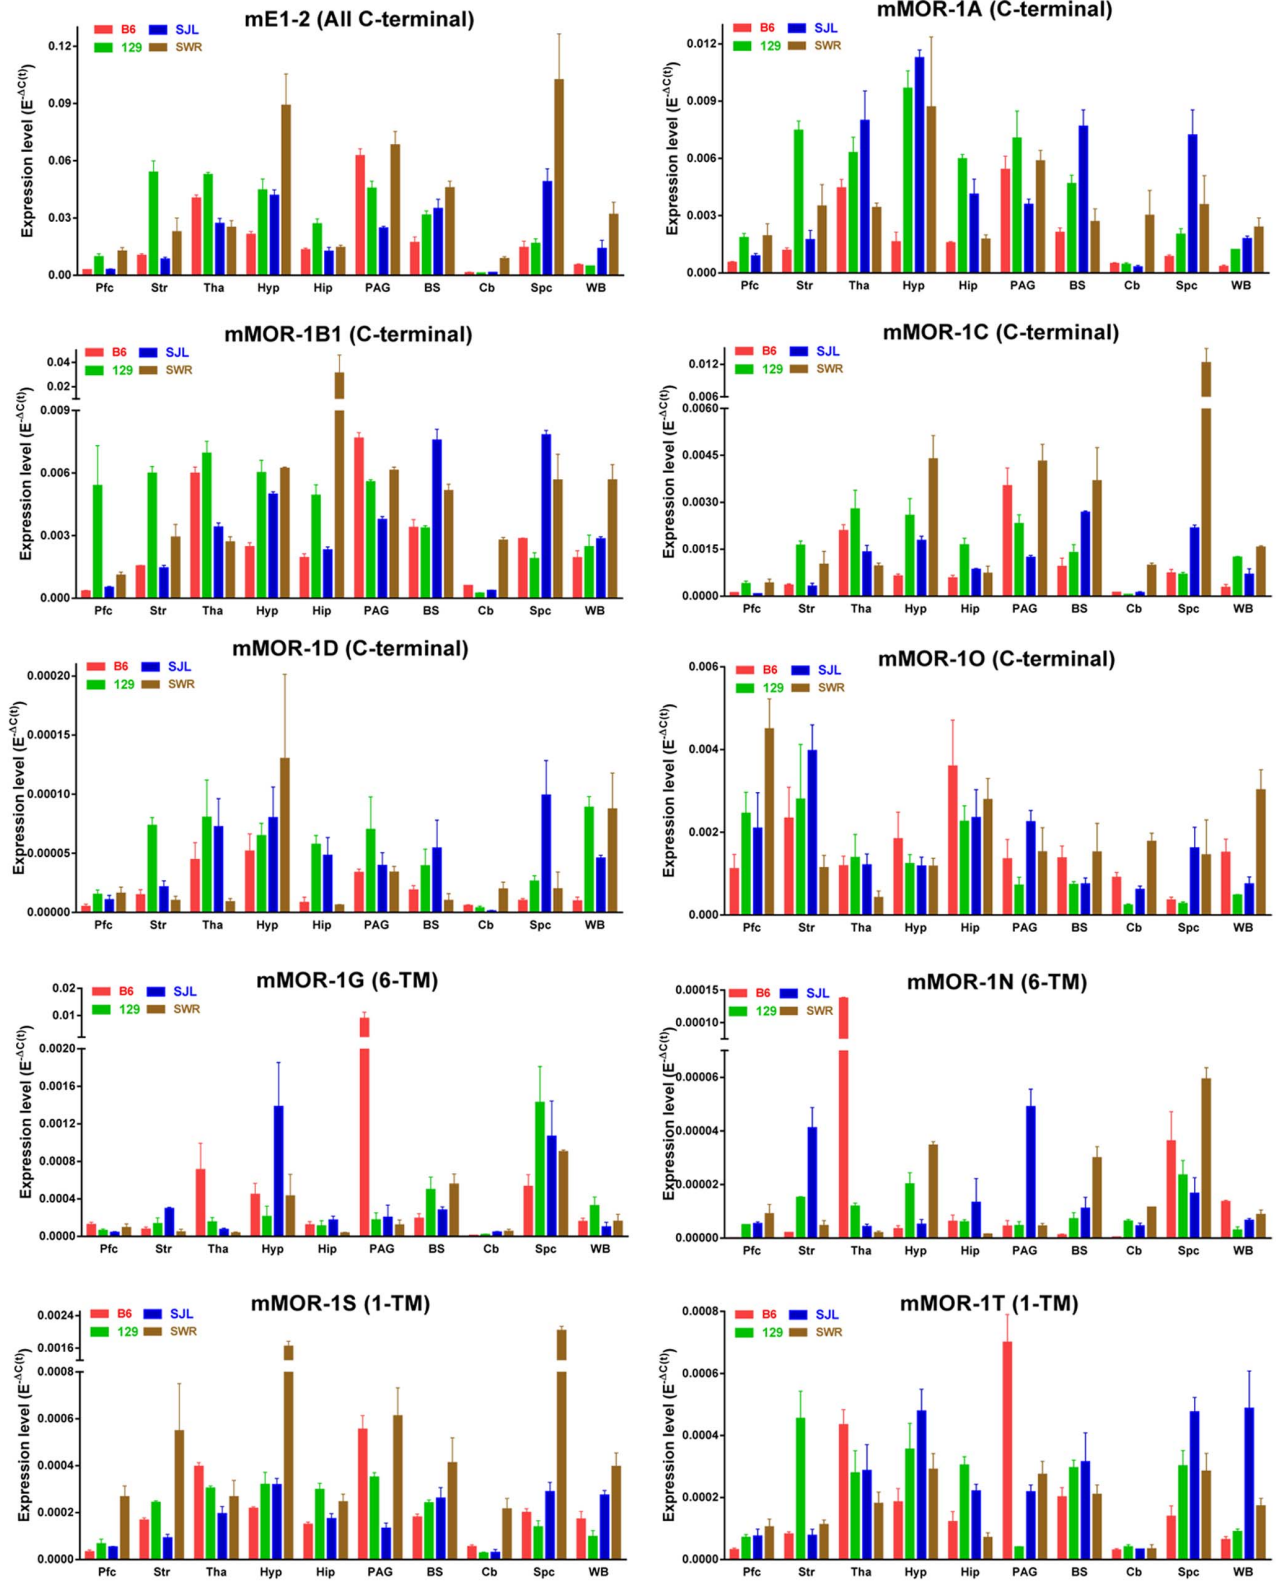 mE1-2 (All C-terminal)
B6 SJL
129 SWR
Expression level (E^-ΔC(t))
0.12
0.09
0.06
0.03
0.00
Pfc Str Tha Hyp Hip PAG BS Cb Spc WB
mMOR-1A (C-terminal)
B6 SJL
129 SWR
Expression level (E^-ΔC(t))
0.012
0.009
0.006
0.003
0.000
Pfc Str Tha Hyp Hip PAG BS Cb Spc WB
mMOR-1B1 (C-terminal)
B6 SJL
129 SWR
Expression level (E^-ΔC(t))
0.04
0.02
0.009
0.006
0.003
0.000
Pfc Str Tha Hyp Hip PAG BS Cb Spc WB
mMOR-1C (C-terminal)
B6 SJL
129 SWR
Expression level (E^-ΔC(t))
0.012
0.006
0.0060
0.0045
0.0030
0.0015
0.0000
Pfc Str Tha Hyp Hip PAG BS Cb Spc WB
mMOR-1D (C-terminal)
B6 SJL
129 SWR
Expression level (E^-ΔC(t))
0.00020
0.00015
0.00010
0.00005
0.00000
Pfc Str Tha Hyp Hip PAG BS Cb Spc WB
mMOR-1O (C-terminal)
B6 SJL
129 SWR
Expression level (E^-ΔC(t))
0.006
0.004
0.002
0.000
Pfc Str Tha Hyp Hip PAG BS Cb Spc WB
mMOR-1G (6-TM)
B6 SJL
129 SWR
Expression level (E^-ΔC(t))
0.02
0.01
0.0020
0.0016
0.0012
0.0008
0.0004
0.0000
Pfc Str Tha Hyp Hip PAG BS Cb Spc WB
mMOR-1N (6-TM)
B6 SJL
129 SWR
Expression level (E^-ΔC(t))
0.00015
0.00010
0.00006
0.00004
0.00002
0.00000
Pfc Str Tha Hyp Hip PAG BS Cb Spc WB
mMOR-1S (1-TM)
B6 SJL
129 SWR
Expression level (E^-ΔC(t))
0.0024
0.0016
0.0008
0.0006
0.0004
0.0002
0.0000
Pfc Str Tha Hyp Hip PAG BS Cb Spc WB
mMOR-1T (1-TM)
B6 SJL
129 SWR
Expression level (E^-ΔC(t))
0.0008
0.0006
0.0004
0.0002
0.0000
Pfc Str Tha Hyp Hip PAG BS Cb Spc WB